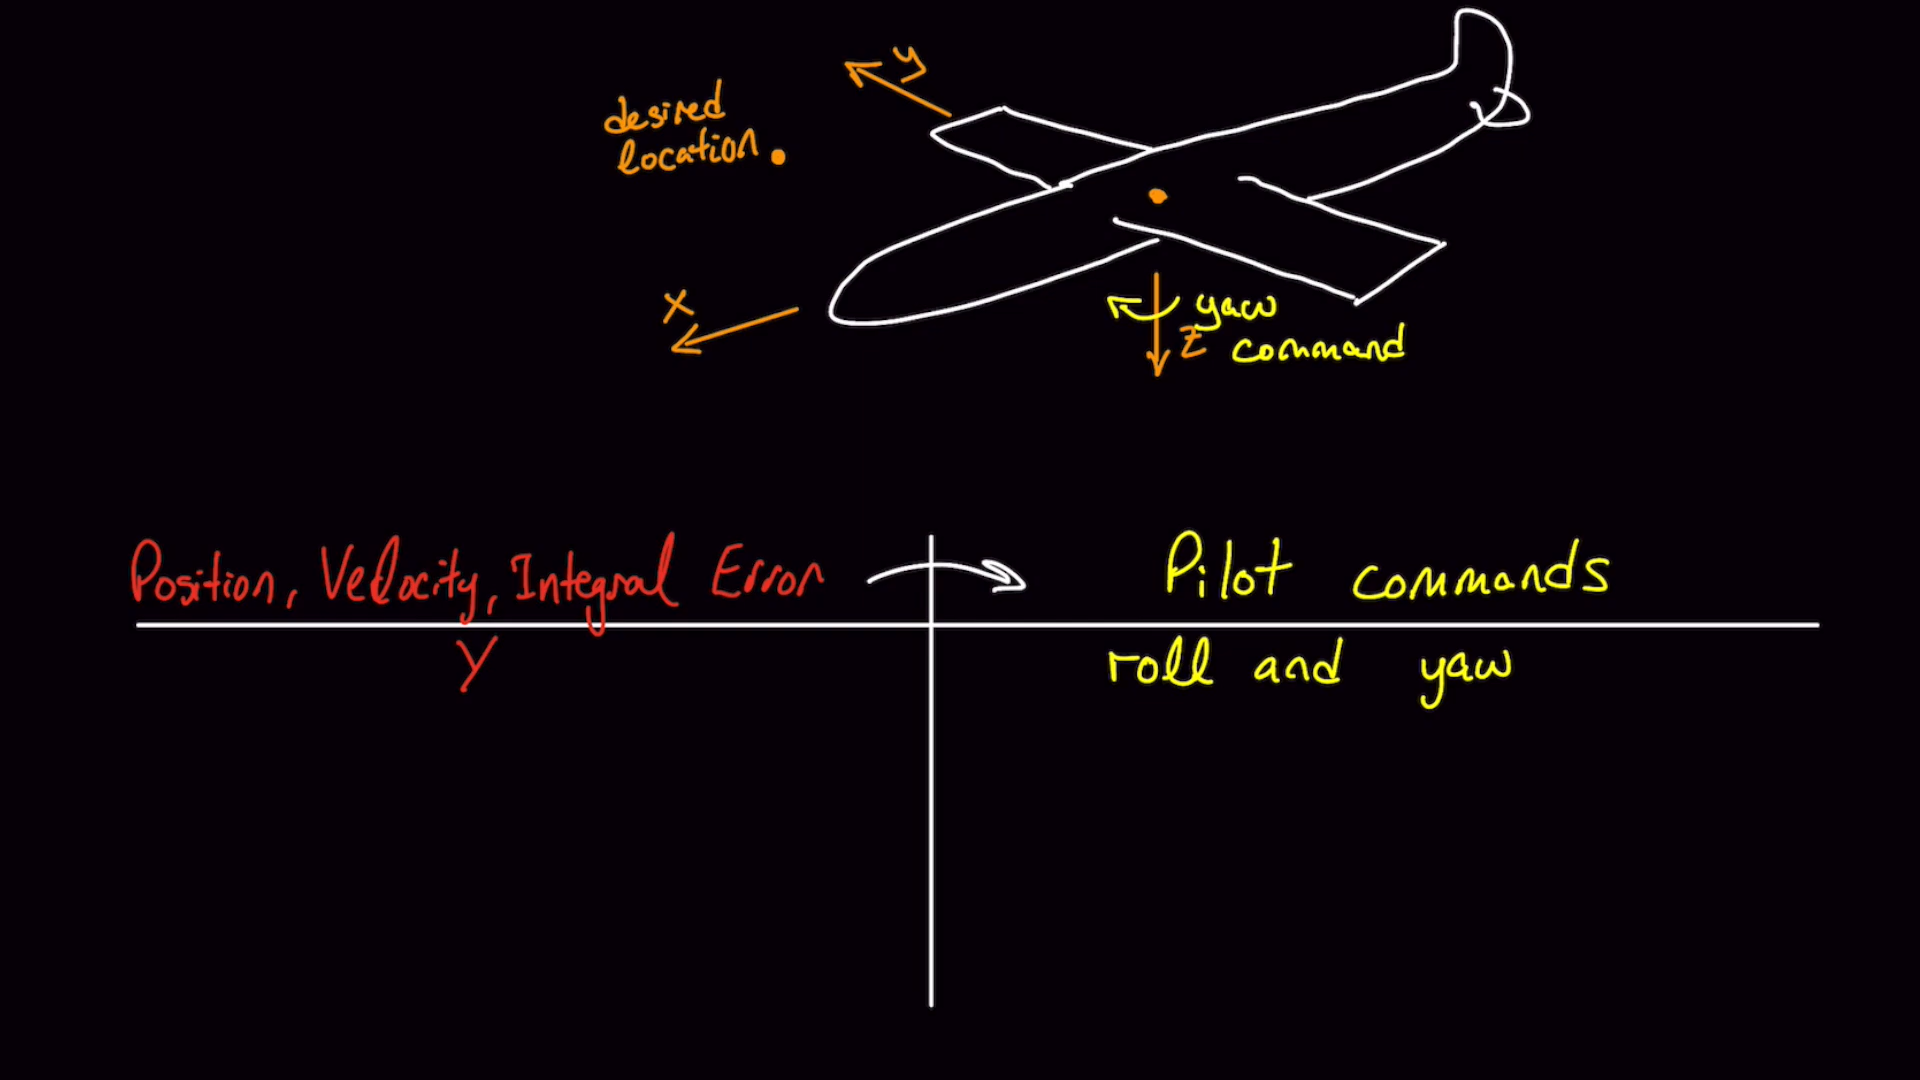 y
desired
location
x
yaw
z command
Position, Velocity, Integral Error
Pilot commands
Y
roll and yaw